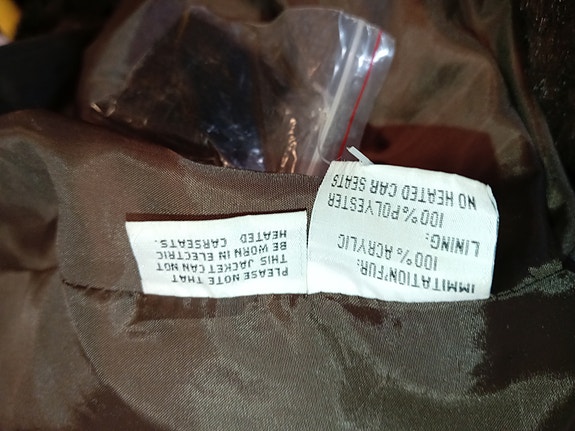 PLEASE NOTE THAT
THIS JACKET CAN NOT
BE WORN IN ELECTRIC
HEATED CARSEATS.
IMMITATION'FUR:
100% ACRYLIC
LINING:
100% POLYESTER
NO HEATED CAR SEATS